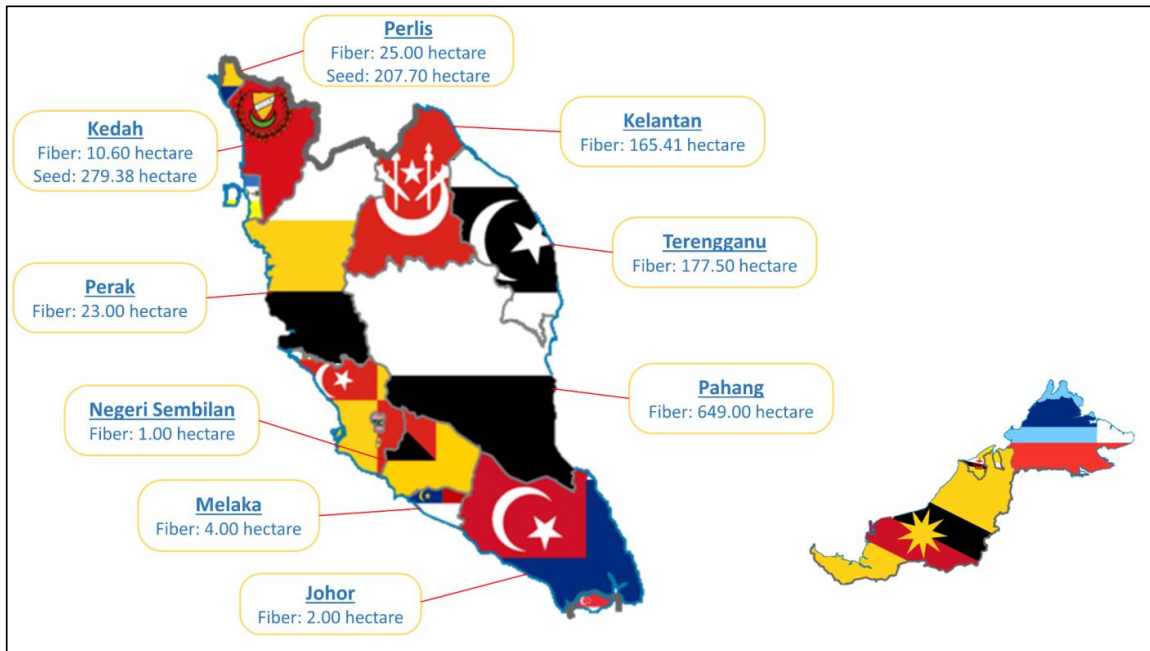 Perlis
Fiber: 25.00 hectare
Seed: 207.70 hectare
Kedah
Fiber: 10.60 hectare
Seed: 279.38 hectare
Kelantan
Fiber: 165.41 hectare
Terengganu
Fiber: 177.50 hectare
Perak
Fiber: 23.00 hectare
Pahang
Fiber: 649.00 hectare
Negeri Sembilan
Fiber: 1.00 hectare
Melaka
Fiber: 4.00 hectare
Johor
Fiber: 2.00 hectare